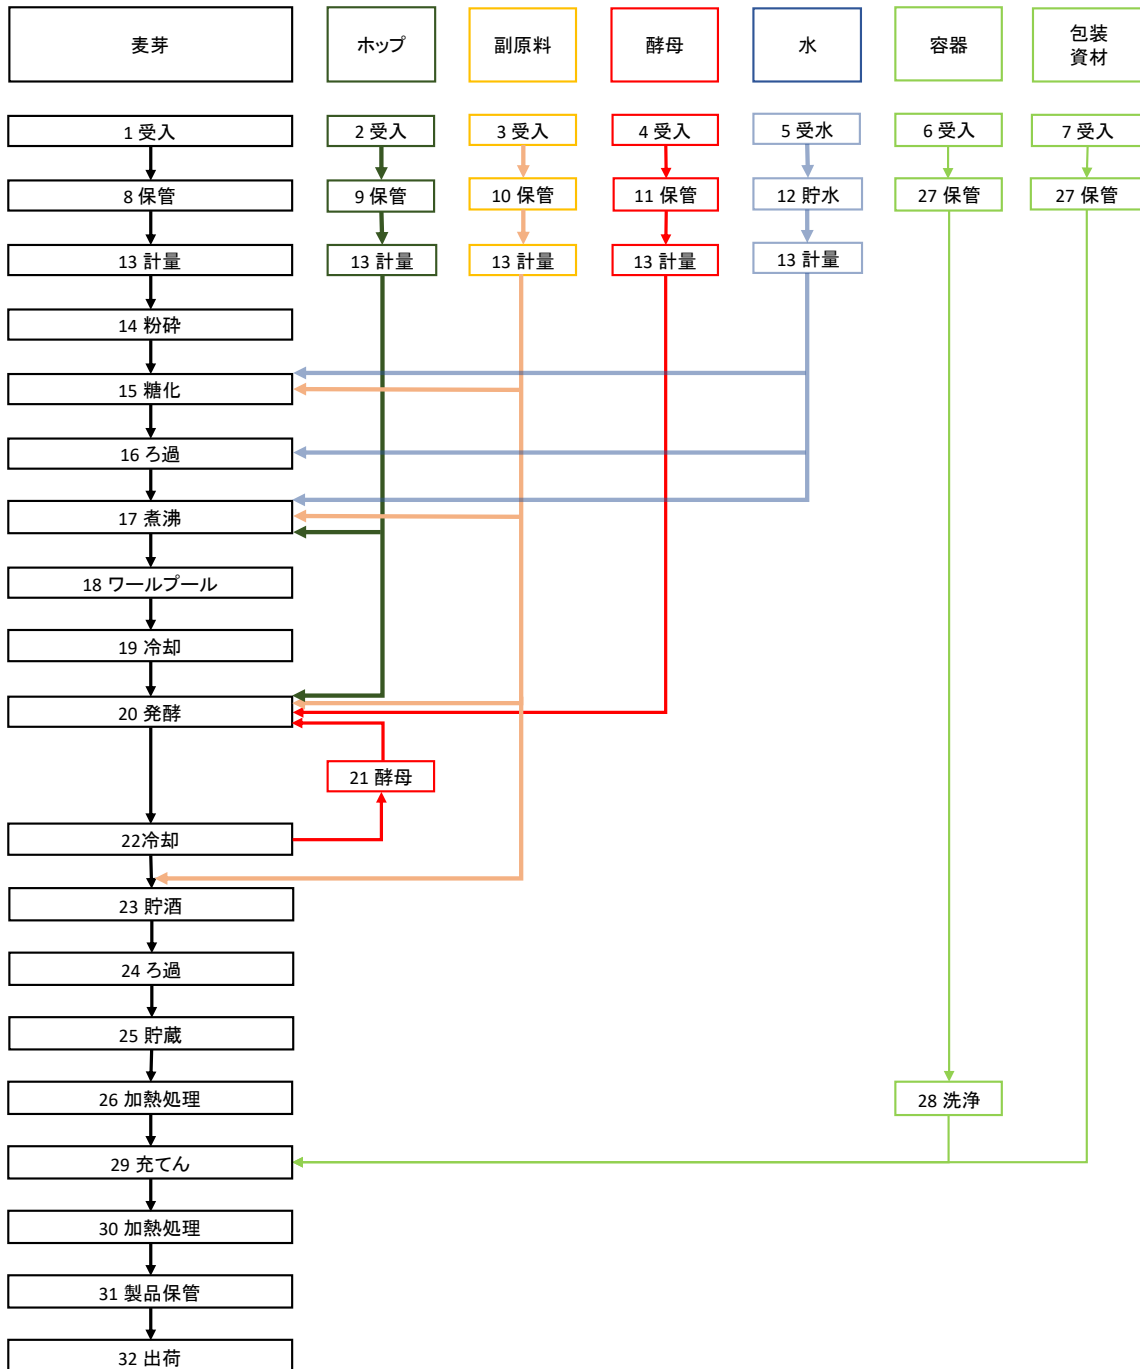 麦芽
ホップ
副原料
酵母
水
容器
包装
資材
1 受入
2 受入
3 受入
4 受入
5 受水
6 受入
7 受入
8 保管
9 保管
10 保管
11 保管
12 貯水
27 保管
27 保管
13 計量
13 計量
13 計量
13 計量
13 計量
14 粉砕
15 糖化
16 ろ過
17 煮沸
18 ワールプール
19 冷却
20 発酵
21 酵母
22冷却
23 貯酒
24 ろ過
25 貯蔵
26 加熱処理
28 洗浄
29 充てん
30 加熱処理
31 製品保管
32 出荷